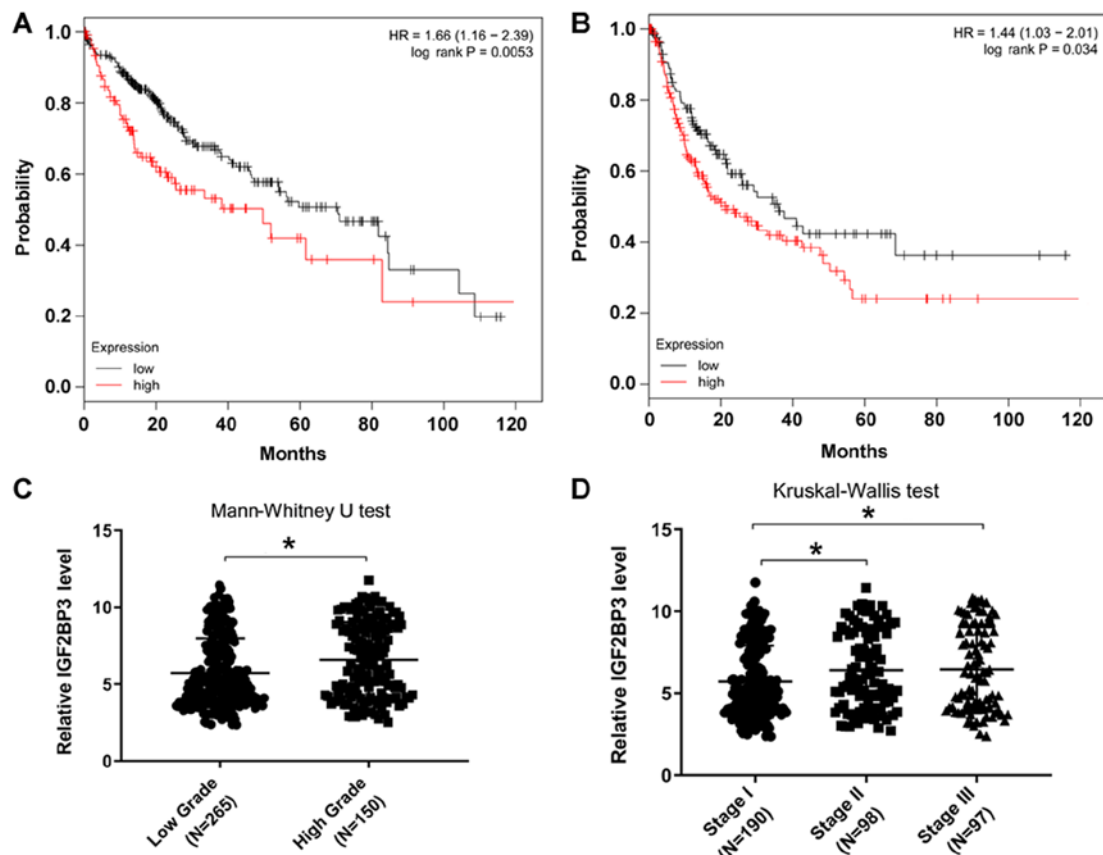 A
HR = 1.66 (1.16 − 2.39)
log rank P = 0.0053
1.0
0.8
0.6
0.4
0.2
0.0
Probability
Expression
low
high
0 20 40 60 80 100 120
Months
B
HR = 1.44 (1.03 − 2.01)
log rank P = 0.034
1.0
0.8
0.6
0.4
0.2
0.0
Probability
Expression
low
high
0 20 40 60 80 100 120
Months
C
Mann-Whitney U test
*
15
10
5
0
Relative IGF2BP3 level
Low Grade
(N=265)
High Grade
(N=150)
D
Kruskal-Wallis test
*
*
15
10
5
0
Relative IGF2BP3 level
Stage I
(N=190)
Stage II
(N=98)
Stage III
(N=97)